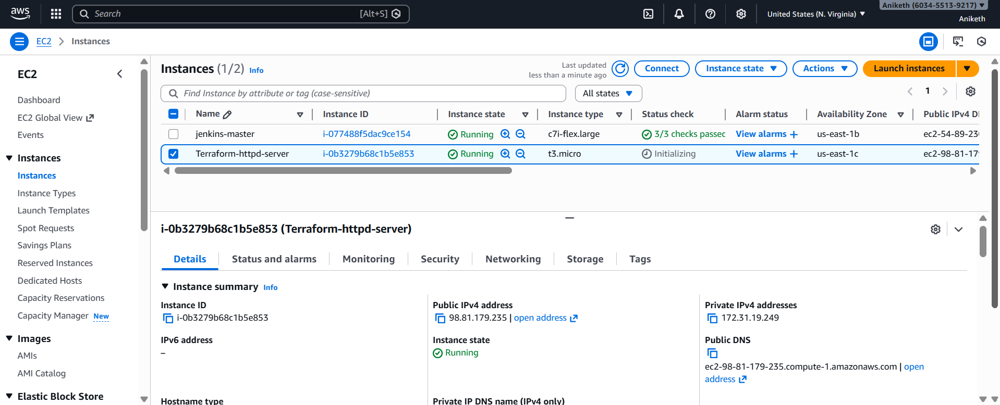 aws
Search [Alt+S]
United States (N. Virginia)
Aniketh (6034-5513-9217)
Aniketh
EC2 Instances
EC2
Dashboard
EC2 Global View
Events
Instances
Instances
Instance Types
Launch Templates
Spot Requests
Savings Plans
Reserved Instances
Dedicated Hosts
Capacity Reservations
Capacity Manager New
Images
AMIs
AMI Catalog
Elastic Block Store
Instances (1/2) Info
Last updated
less than a minute ago
Connect
Instance state
Actions
Launch instances
Find Instance by attribute or tag (case-sensitive)
All states
1
Name Instance ID Instance state Instance type Status check Alarm status Availability Zone Public IPv4 D
jenkins-master i-077488f5dac9ce154 Running c7i-flex.large 3/3 checks passec View alarms + us-east-1b ec2-54-89-23
Terraform-httpd-server i-0b3279b68c1b5e853 Running t3.micro Initializing View alarms + us-east-1c ec2-98-81-179
i-0b3279b68c1b5e853 (Terraform-httpd-server)
Details Status and alarms Monitoring Security Networking Storage Tags
Instance summary Info
Instance ID
i-0b3279b68c1b5e853
Public IPv4 address
98.81.179.235 | open address
Private IPv4 addresses
172.31.19.249
IPv6 address
–
Instance state
Running
Public DNS
ec2-98-81-179-235.compute-1.amazonaws.com | open
address
Hostname type
Private IP DNS name (IPv4 only)